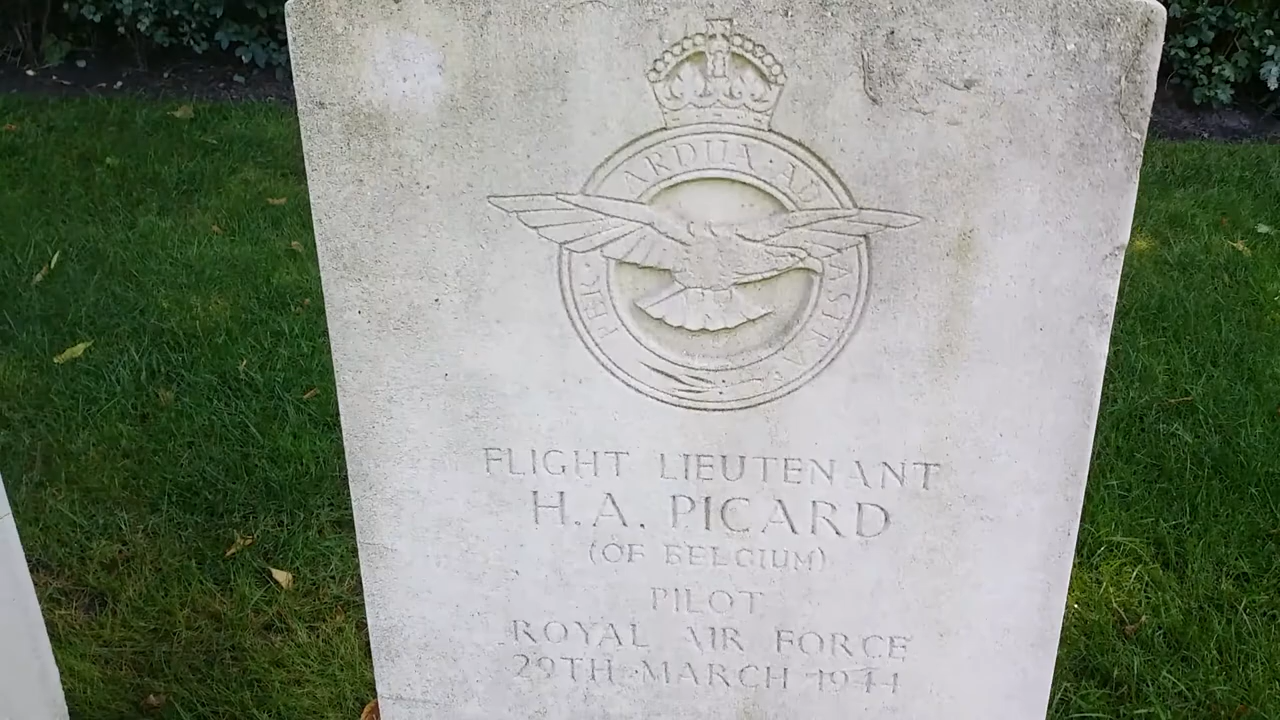 PER · ARDUA · AD ASTRA
FLIGHT LIEUTENANT
H.A. PICARD
(OF BELGIUM)
PILOT
ROYAL AIR FORCE
29TH MARCH 1944